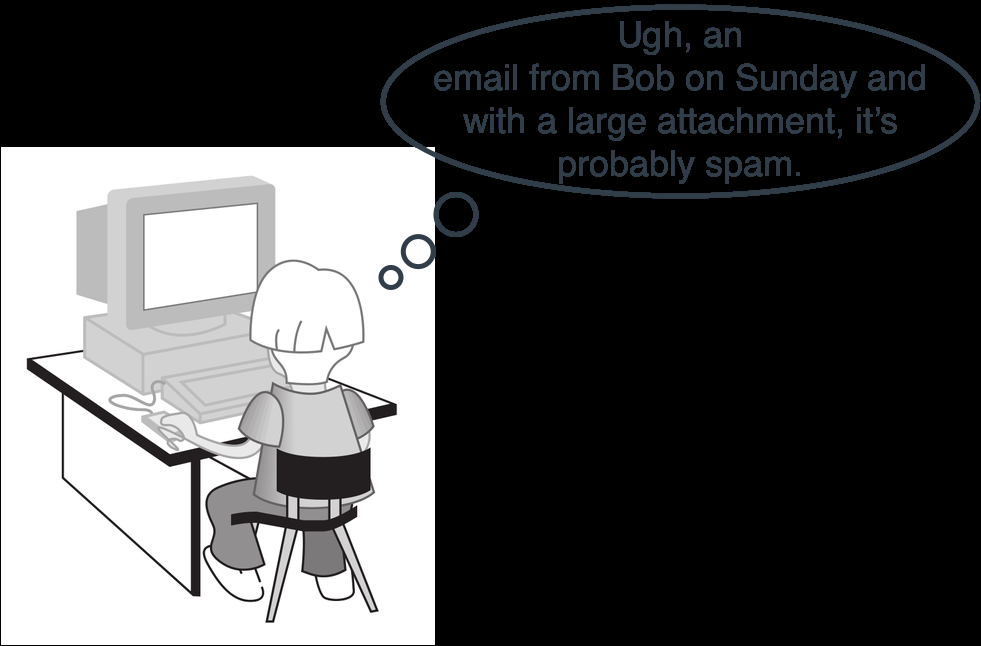 Ugh, an
email from Bob on Sunday and
with a large attachment, it’s
probably spam.